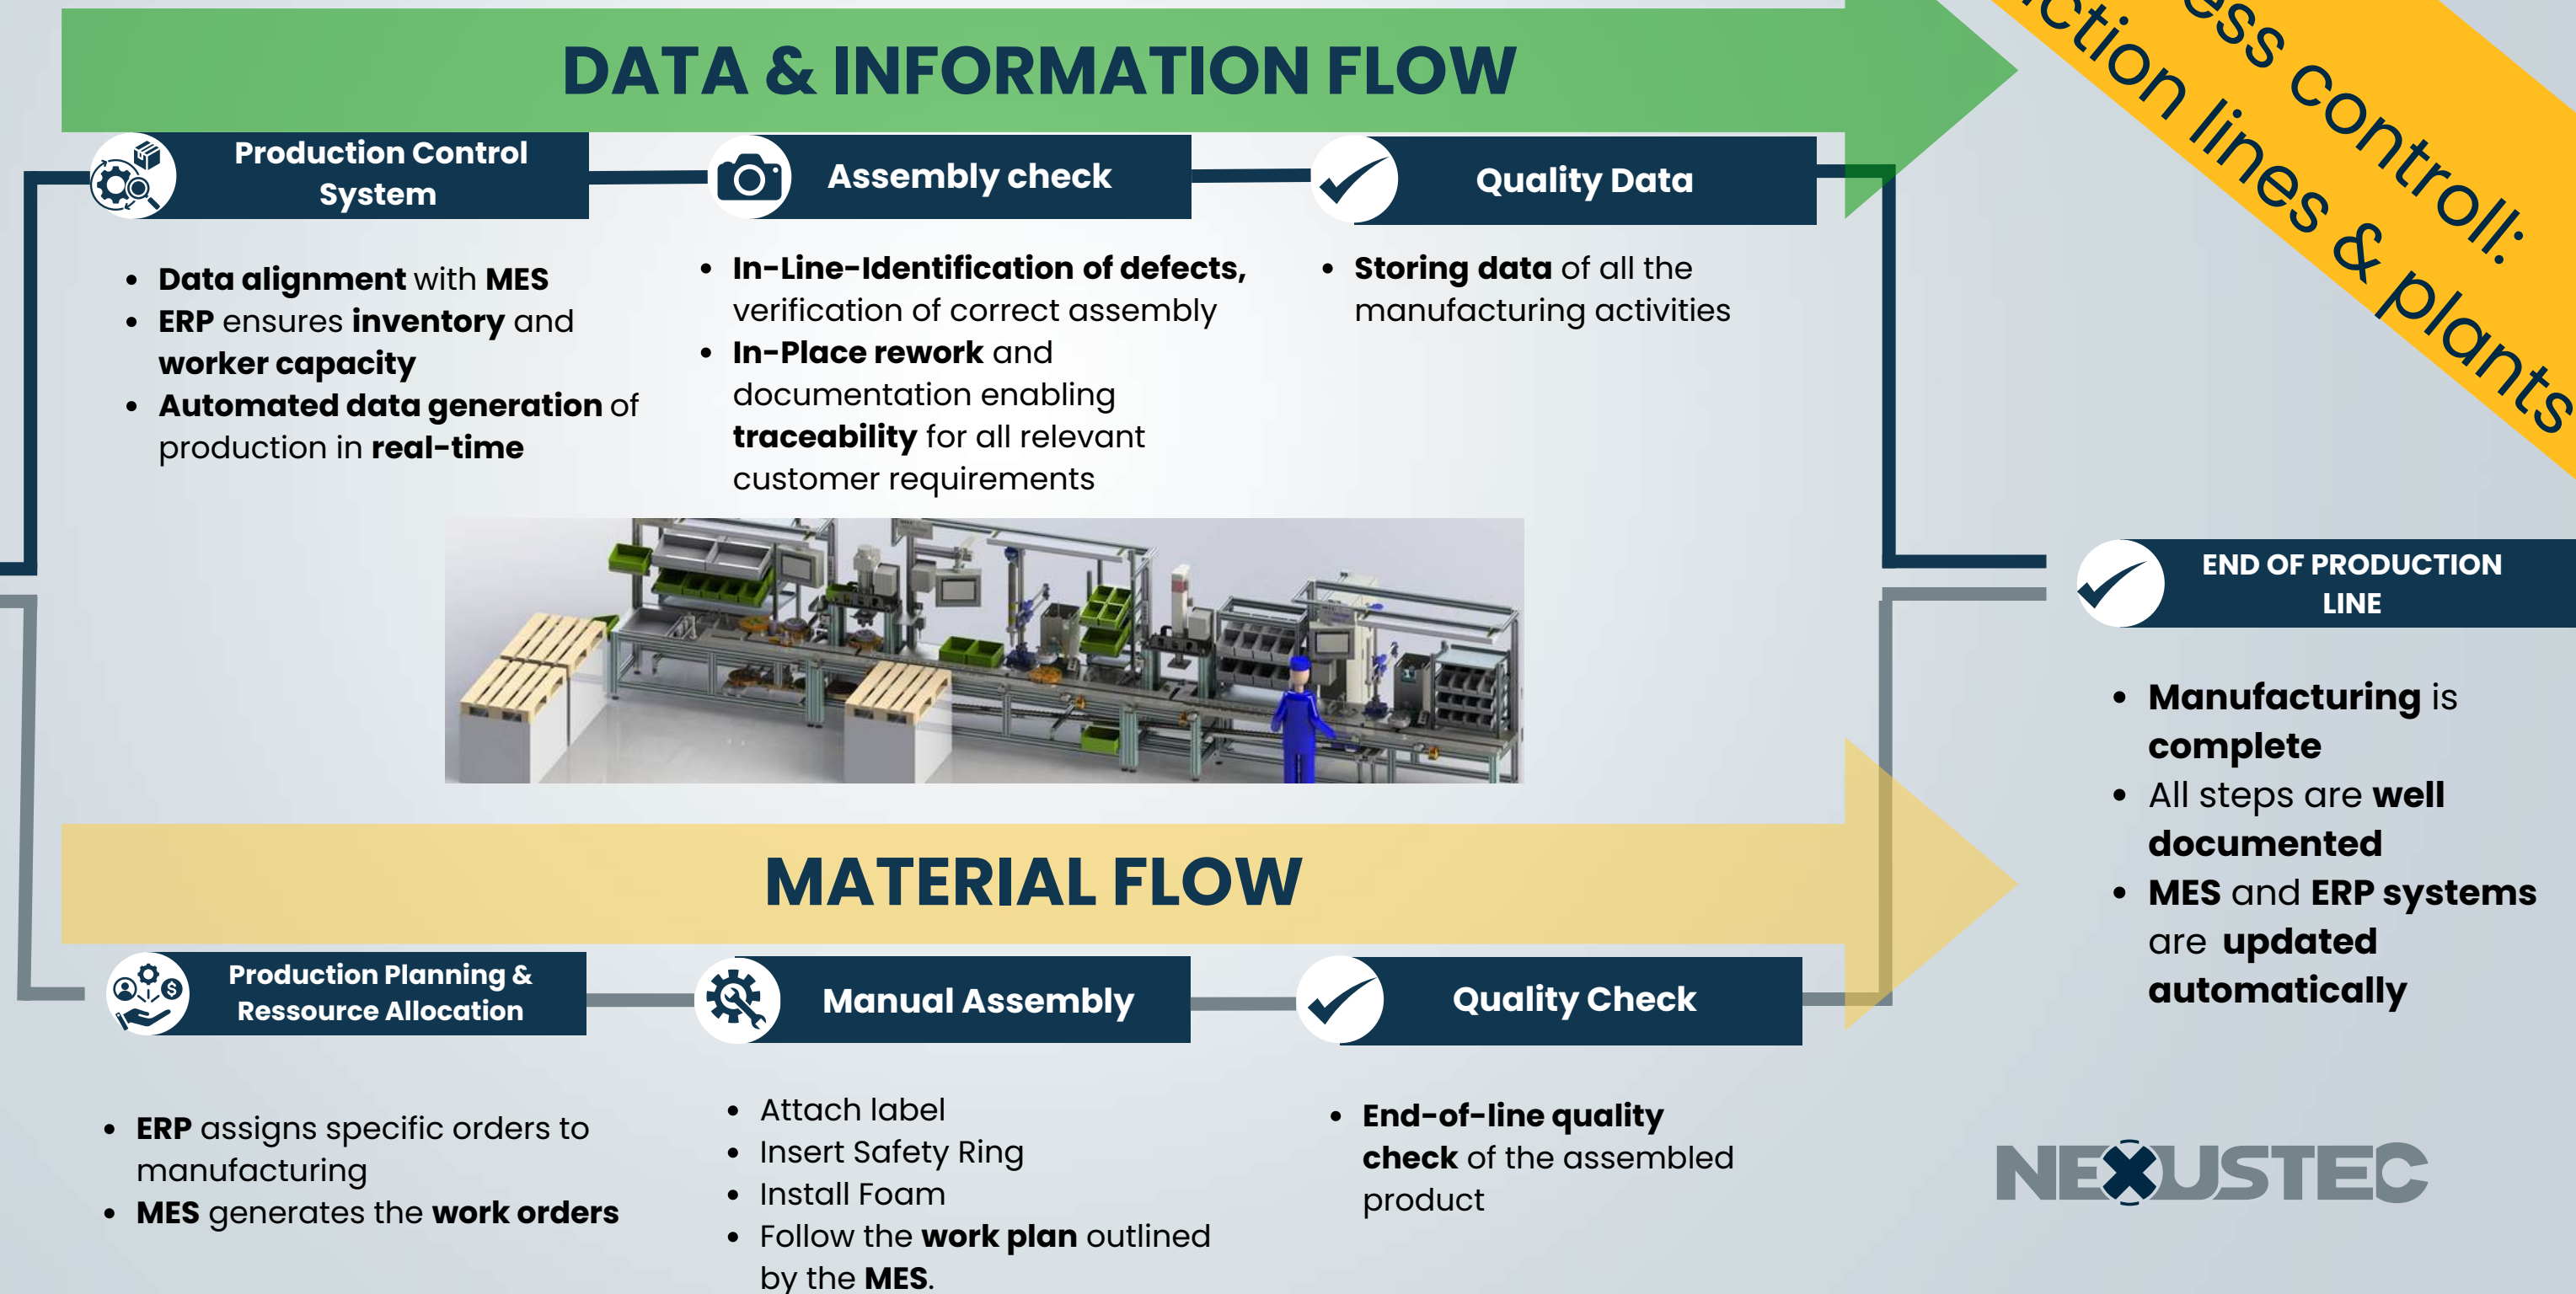 DATA & INFORMATION FLOW
ess controll:
ction lines & plants
Production Control
System
Assembly check
Quality Data
• Data alignment with MES
• ERP ensures inventory and
worker capacity
• Automated data generation of
production in real-time
• In-Line-Identification of defects,
verification of correct assembly
• In-Place rework and
documentation enabling
traceability for all relevant
customer requirements
• Storing data of all the
manufacturing activities
END OF PRODUCTION
LINE
• Manufacturing is
complete
• All steps are well
documented
• MES and ERP systems
are updated
automatically
MATERIAL FLOW
Production Planning &
Ressource Allocation
Manual Assembly
Quality Check
• ERP assigns specific orders to
manufacturing
• MES generates the work orders
• Attach label
• Insert Safety Ring
• Install Foam
• Follow the work plan outlined
by the MES.
• End-of-line quality
check of the assembled
product
NEXUSTEC